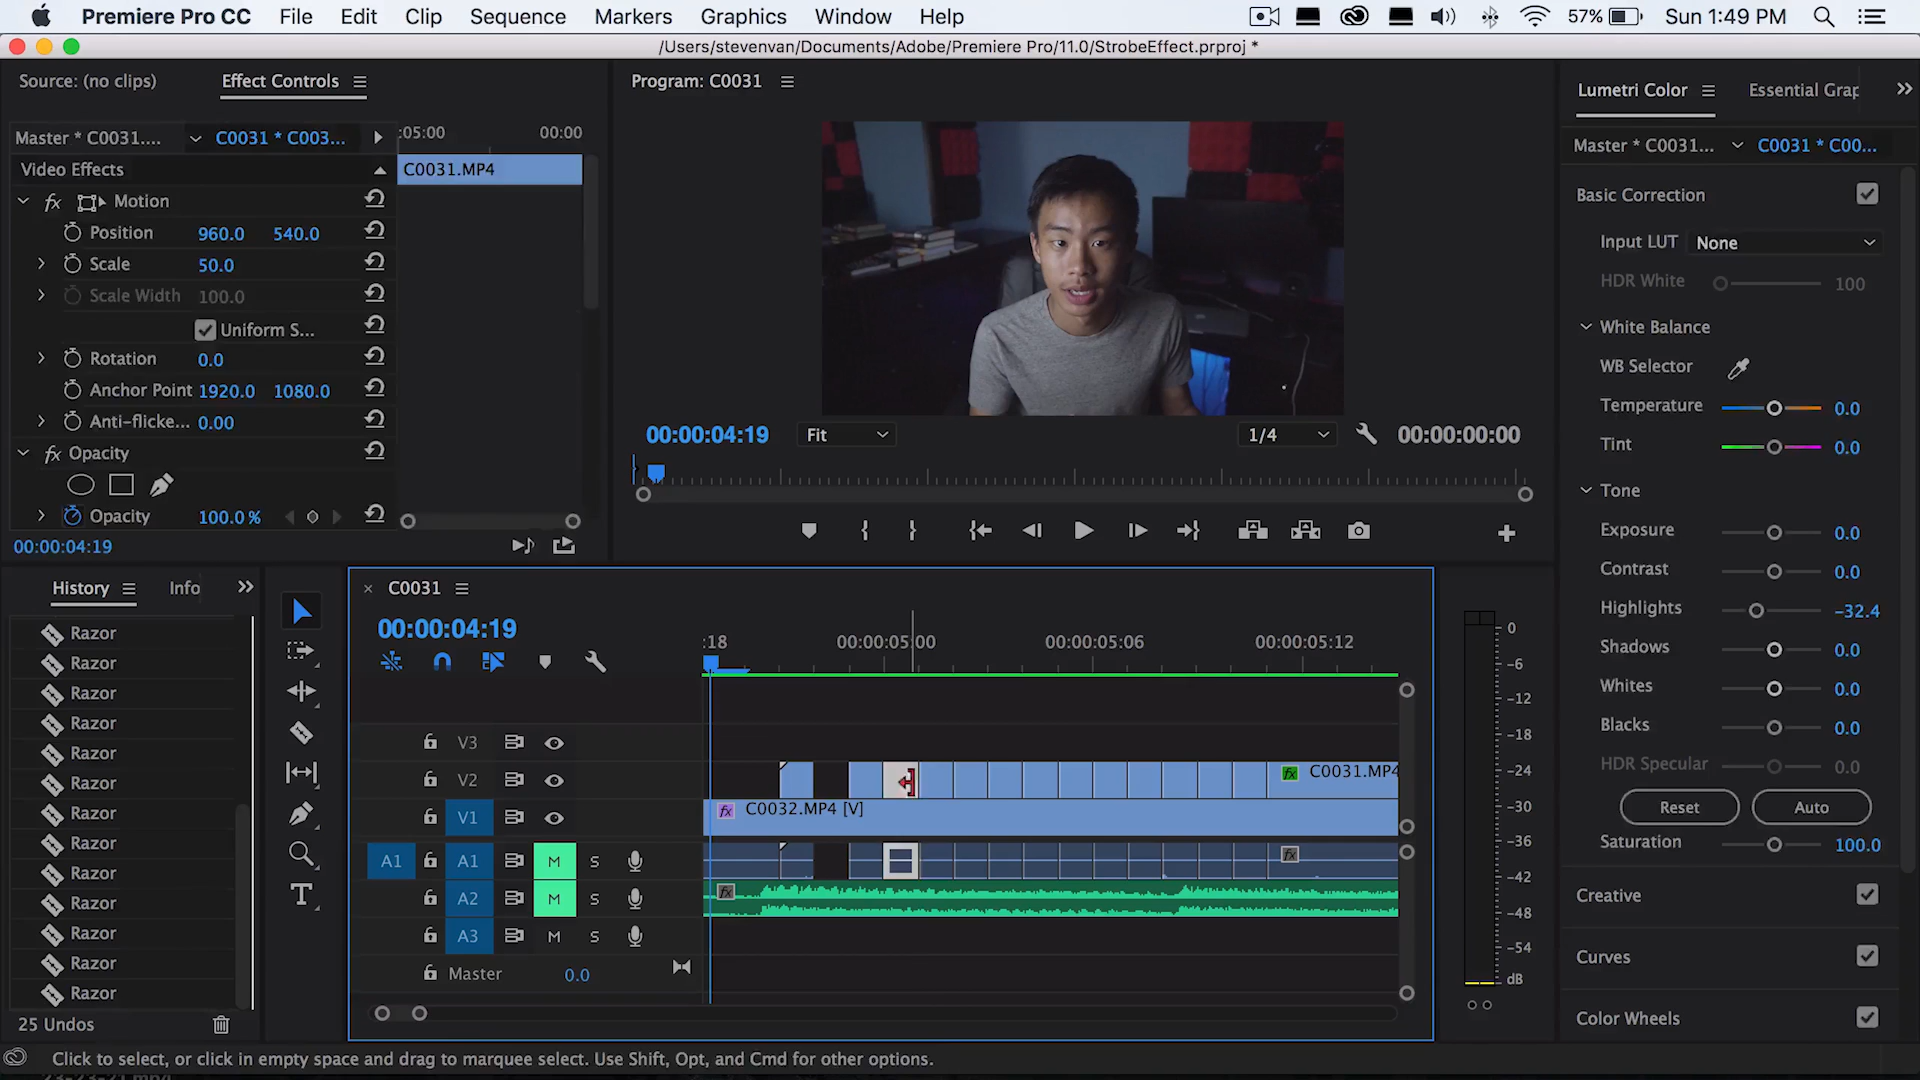 Premiere Pro CC File Edit Clip Sequence Markers Graphics Window Help 57% Sun 1:49 PM
/Users/stevenvan/Documents/Adobe/Premiere Pro/11.0/StrobeEffect.prproj *
Source: (no clips) Effect Controls
Master * C0031.... C0031 * C003...
:05:00 00:00
Video Effects
C0031.MP4
fx Motion
Position 960.0 540.0
Scale 50.0
Scale Width 100.0
Uniform S...
Rotation 0.0
Anchor Point 1920.0 1080.0
Anti-flicke... 0.00
fx Opacity
Opacity 100.0 %
00:00:04:19
Program: C0031
00:00:04:19 Fit 1/4 00:00:00:00
Lumetri Color Essential Grap
Master * C0031... C0031 * C00...
Basic Correction
Input LUT None
HDR White 100
White Balance
WB Selector
Temperature 0.0
Tint 0.0
Tone
Exposure 0.0
Contrast 0.0
Highlights -32.4
Shadows 0.0
Whites 0.0
Blacks 0.0
HDR Specular 0.0
Reset Auto
Saturation 100.0
Creative
Curves
Color Wheels
History Info
Razor
Razor
Razor
Razor
Razor
Razor
Razor
Razor
Razor
Razor
Razor
Razor
Razor
25 Undos
C0031
00:00:04:19
:18 00:00:05:00 00:00:05:06 00:00:05:12
V3
V2 fx C0031.MP4
V1 fx C0032.MP4 [V]
A1 A1 M S fx
A2 M S fx
A3 M S
Master 0.0
0
-6
-12
-18
-24
-30
-36
-42
-48
-54
dB
Click to select, or click in empty space and drag to marquee select. Use Shift, Opt, and Cmd for other options.